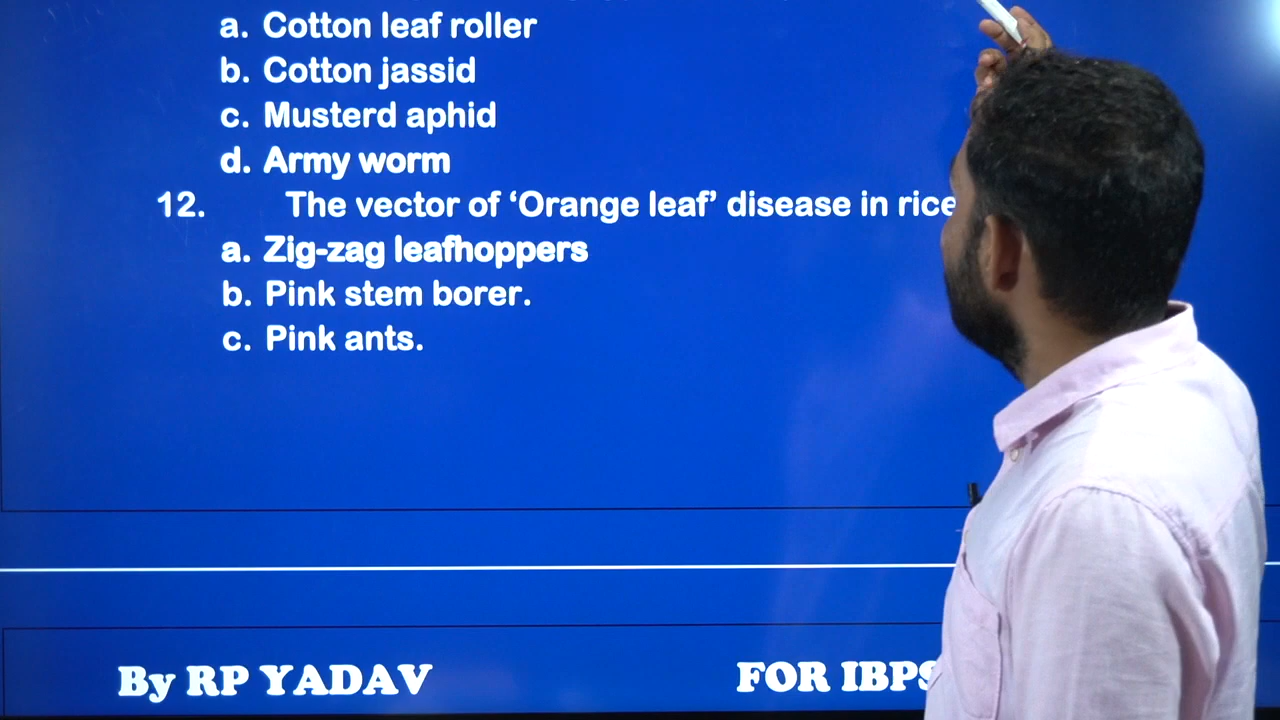 a. Cotton leaf roller
b. Cotton jassid
c. Musterd aphid
d. Army worm
12. The vector of ‘Orange leaf’ disease in rice
a. Zig-zag leafhoppers
b. Pink stem borer.
c. Pink ants.
By RP YADAV FOR IBPS